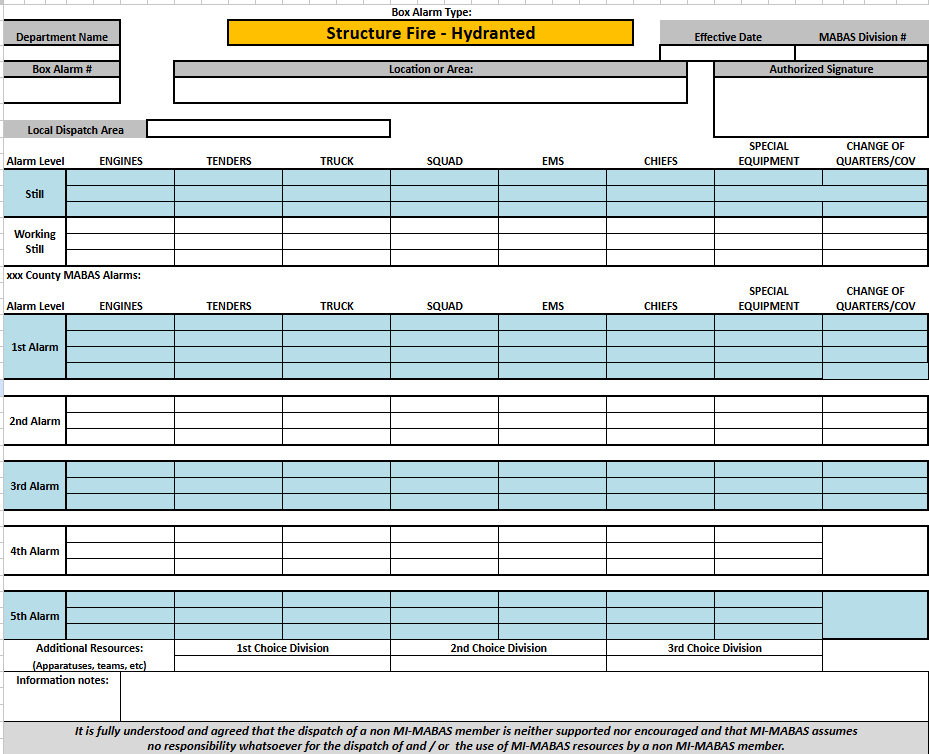 Box Alarm Type:
Structure Fire - Hydranted
Department Name
Effective Date MABAS Division #
Box Alarm # Location or Area: Authorized Signature
Local Dispatch Area
SPECIAL CHANGE OF
Alarm Level ENGINES TENDERS TRUCK SQUAD EMS CHIEFS EQUIPMENT QUARTERS/COV
Still
Working
Still
xxx County MABAS Alarms:
SPECIAL CHANGE OF
Alarm Level ENGINES TENDERS TRUCK SQUAD EMS CHIEFS EQUIPMENT QUARTERS/COV
1st Alarm
2nd Alarm
3rd Alarm
4th Alarm
5th Alarm
Additional Resources: 1st Choice Division 2nd Choice Division 3rd Choice Division
(Apparatuses, teams, etc)
Information notes:
It is fully understood and agreed that the dispatch of a non MI-MABAS member is neither supported nor encouraged and that MI-MABAS assumes
no responsibility whatsoever for the dispatch of and / or the use of MI-MABAS resources by a non MI-MABAS member.